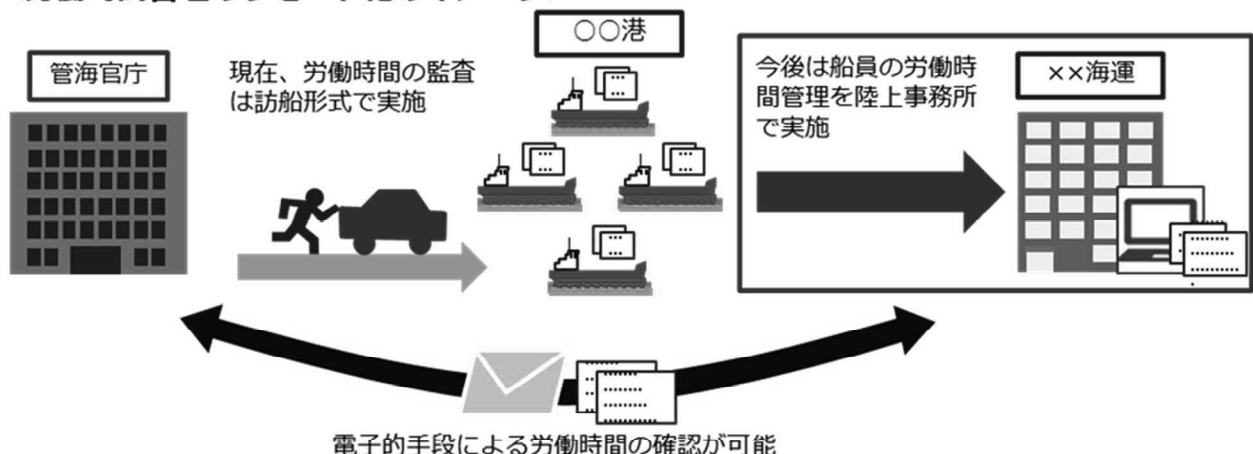 管海官庁
現在、労働時間の監査
は訪船形式で実施
○○港
今後は船員の労働時
間管理を陸上事務所
で実施
××海運
電子的手段による労働時間の確認が可能